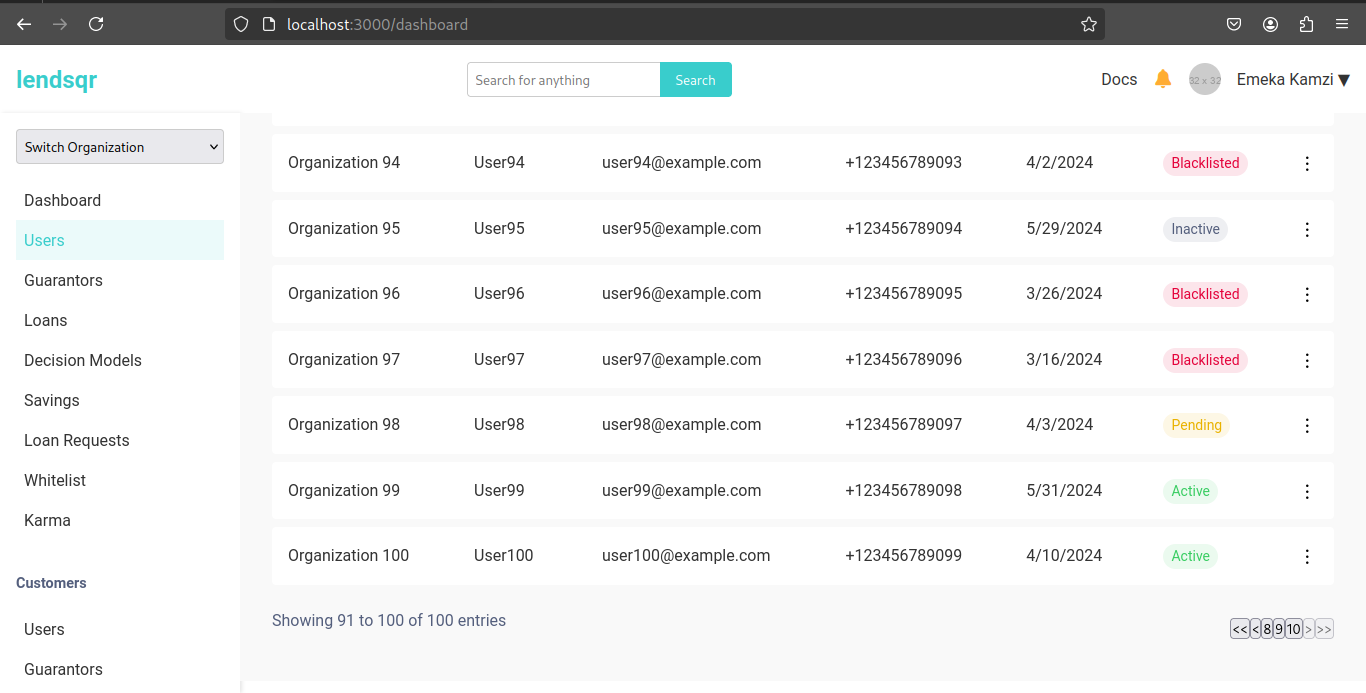 localhost:3000/dashboard
lendsqr
Search for anything
Search
Docs
32 x 32
Emeka Kamzi ▼
Switch Organization
Dashboard
Users
Guarantors
Loans
Decision Models
Savings
Loan Requests
Whitelist
Karma
Customers
Users
Guarantors
Organization 94 User94 user94@example.com +123456789093 4/2/2024 Blacklisted ⋮
Organization 95 User95 user95@example.com +123456789094 5/29/2024 Inactive ⋮
Organization 96 User96 user96@example.com +123456789095 3/26/2024 Blacklisted ⋮
Organization 97 User97 user97@example.com +123456789096 3/16/2024 Blacklisted ⋮
Organization 98 User98 user98@example.com +123456789097 4/3/2024 Pending ⋮
Organization 99 User99 user99@example.com +123456789098 5/31/2024 Active ⋮
Organization 100 User100 user100@example.com +123456789099 4/10/2024 Active ⋮
Showing 91 to 100 of 100 entries
<< < 8 9 10 > >>